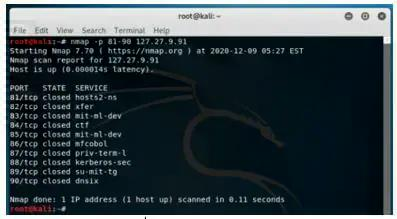 root@kali: ~
File Edit View Search Terminal Help
root@kali:~# nmap -p 81-90 127.27.9.91
Starting Nmap 7.70 ( https://nmap.org ) at 2020-12-09 05:27 EST
Nmap scan report for 127.27.9.91
Host is up (0.000014s latency).
PORT STATE SERVICE
81/tcp closed hosts2-ns
82/tcp closed xfer
83/tcp closed mit-ml-dev
84/tcp closed ctf
85/tcp closed mit-ml-dev
86/tcp closed mfcobol
87/tcp closed priv-term-l
88/tcp closed kerberos-sec
89/tcp closed su-mit-tg
90/tcp closed dnsix
Nmap done: 1 IP address (1 host up) scanned in 0.11 seconds
root@kali:~#